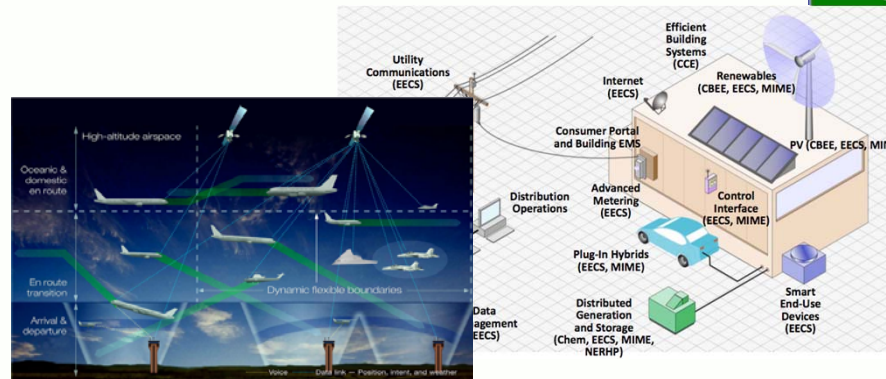 Efficient
Building
Systems
(CCE)
Utility
Communications
(EECS)
Renewables
(CBEE, EECS, MIME)
Internet
(EECS)
Consumer Portal
and Building EMS
PV (CBEE, EECS, MIM
Advanced
Metering
(EECS)
Control
Interface
(EECS, MIME)
Distribution
Operations
Plug-In Hybrids
(EECS, MIME)
Smart
End-Use
Devices
(EECS)
Distributed
Generation
and Storage
(Chem, EECS, MIME,
NERHP)
Data
agement
EECS)
High-altitude airspace
Oceanic &
domestic
en route
En route
transition
Dynamic flexible boundaries
Arrival &
departure
Voice
Data link — Position, intent, and weather